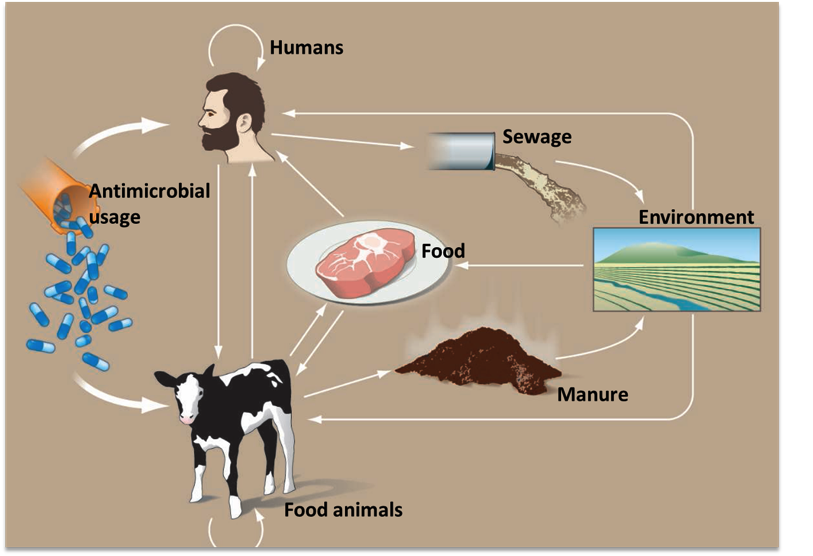 Humans
Sewage
Antimicrobial
usage
Environment
Food
Manure
Food animals